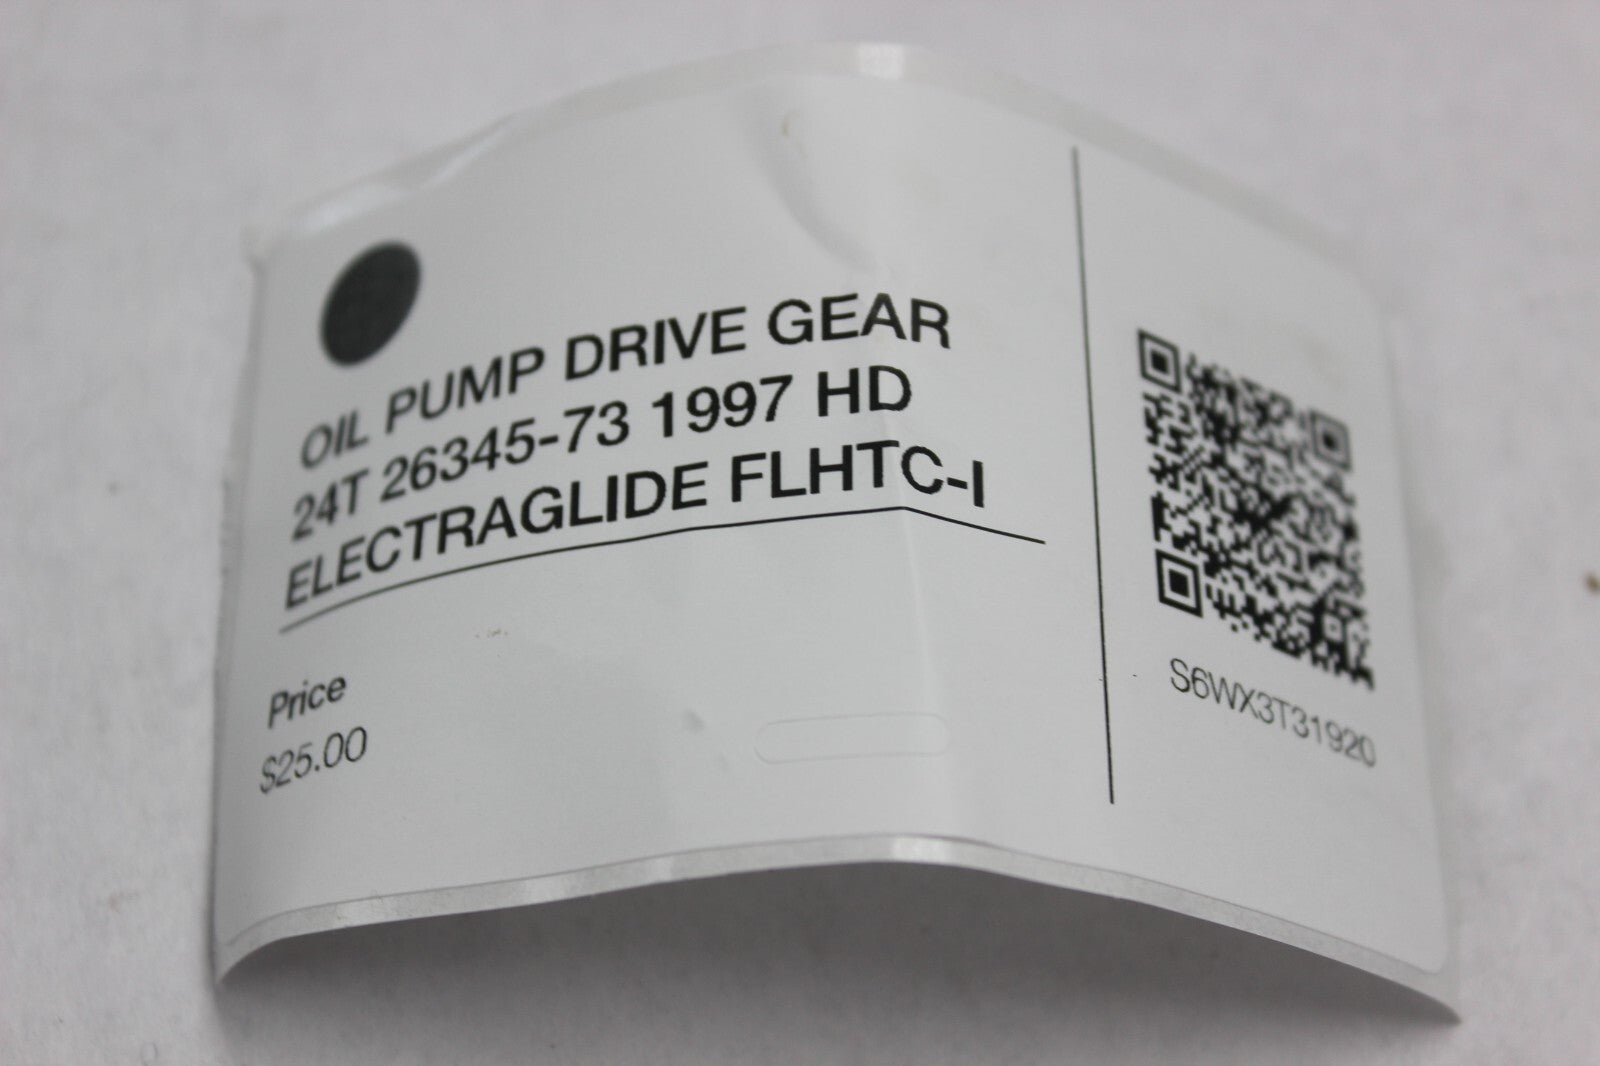 OIL PUMP DRIVE GEAR
24T 26345-73 1997 HD
ELECTRAGLIDE FLHTC-I
Price
$25.00
S6WX3T31920